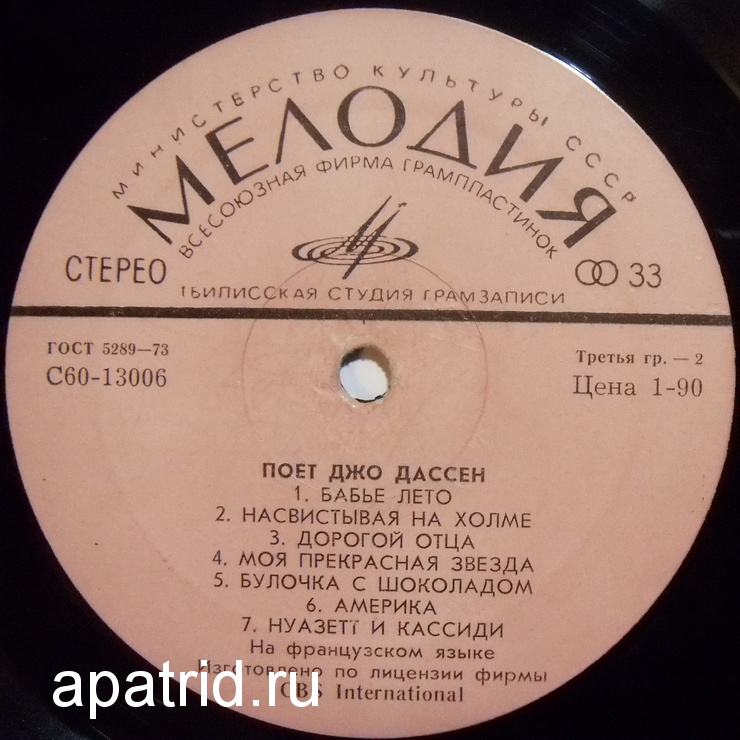 МИНИСТЕРСТВО КУЛЬТУРЫ СССР
МЕЛОДИЯ
ВСЕСОЮЗНАЯ ФИРМА ГРАМПЛАСТИНОК
СТЕРЕО
33
ТБИЛИССКАЯ СТУДИЯ ГРАМЗАПИСИ
ГОСТ 5289—73
Третья гр. — 2
С60-13006
Цена 1-90
ПОЕТ ДЖО ДАССЕН
1. БАБЬЕ ЛЕТО
2. НАСВИСТЫВАЯ НА ХОЛМЕ
3. ДОРОГОЙ ОТЦА
4. МОЯ ПРЕКРАСНАЯ ЗВЕЗДА
5. БУЛОЧКА С ШОКОЛАДОМ
6. АМЕРИКА
7. НУАЗЕТТ И КАССИДИ
На французском языке
Изготовлено по лицензии фирмы
CBS International
apatrid.ru